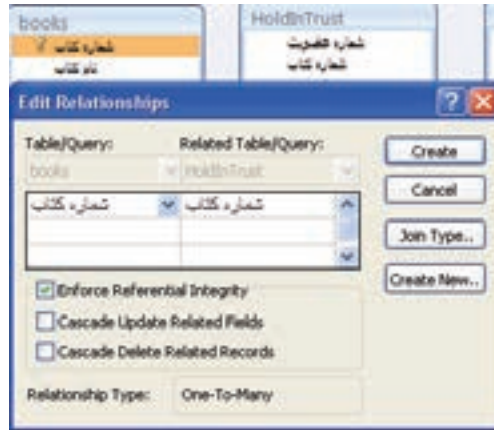 books
شماره کتاب
نام کتاب
HoldInTrust
شماره عضویت
شماره کتاب
Edit Relationships
Table/Query: Related Table/Query:
books HoldInTrust
شماره کتاب شماره کتاب
Enforce Referential Integrity
Cascade Update Related Fields
Cascade Delete Related Records
Relationship Type: One-To-Many
Create
Cancel
Join Type..
Create New..